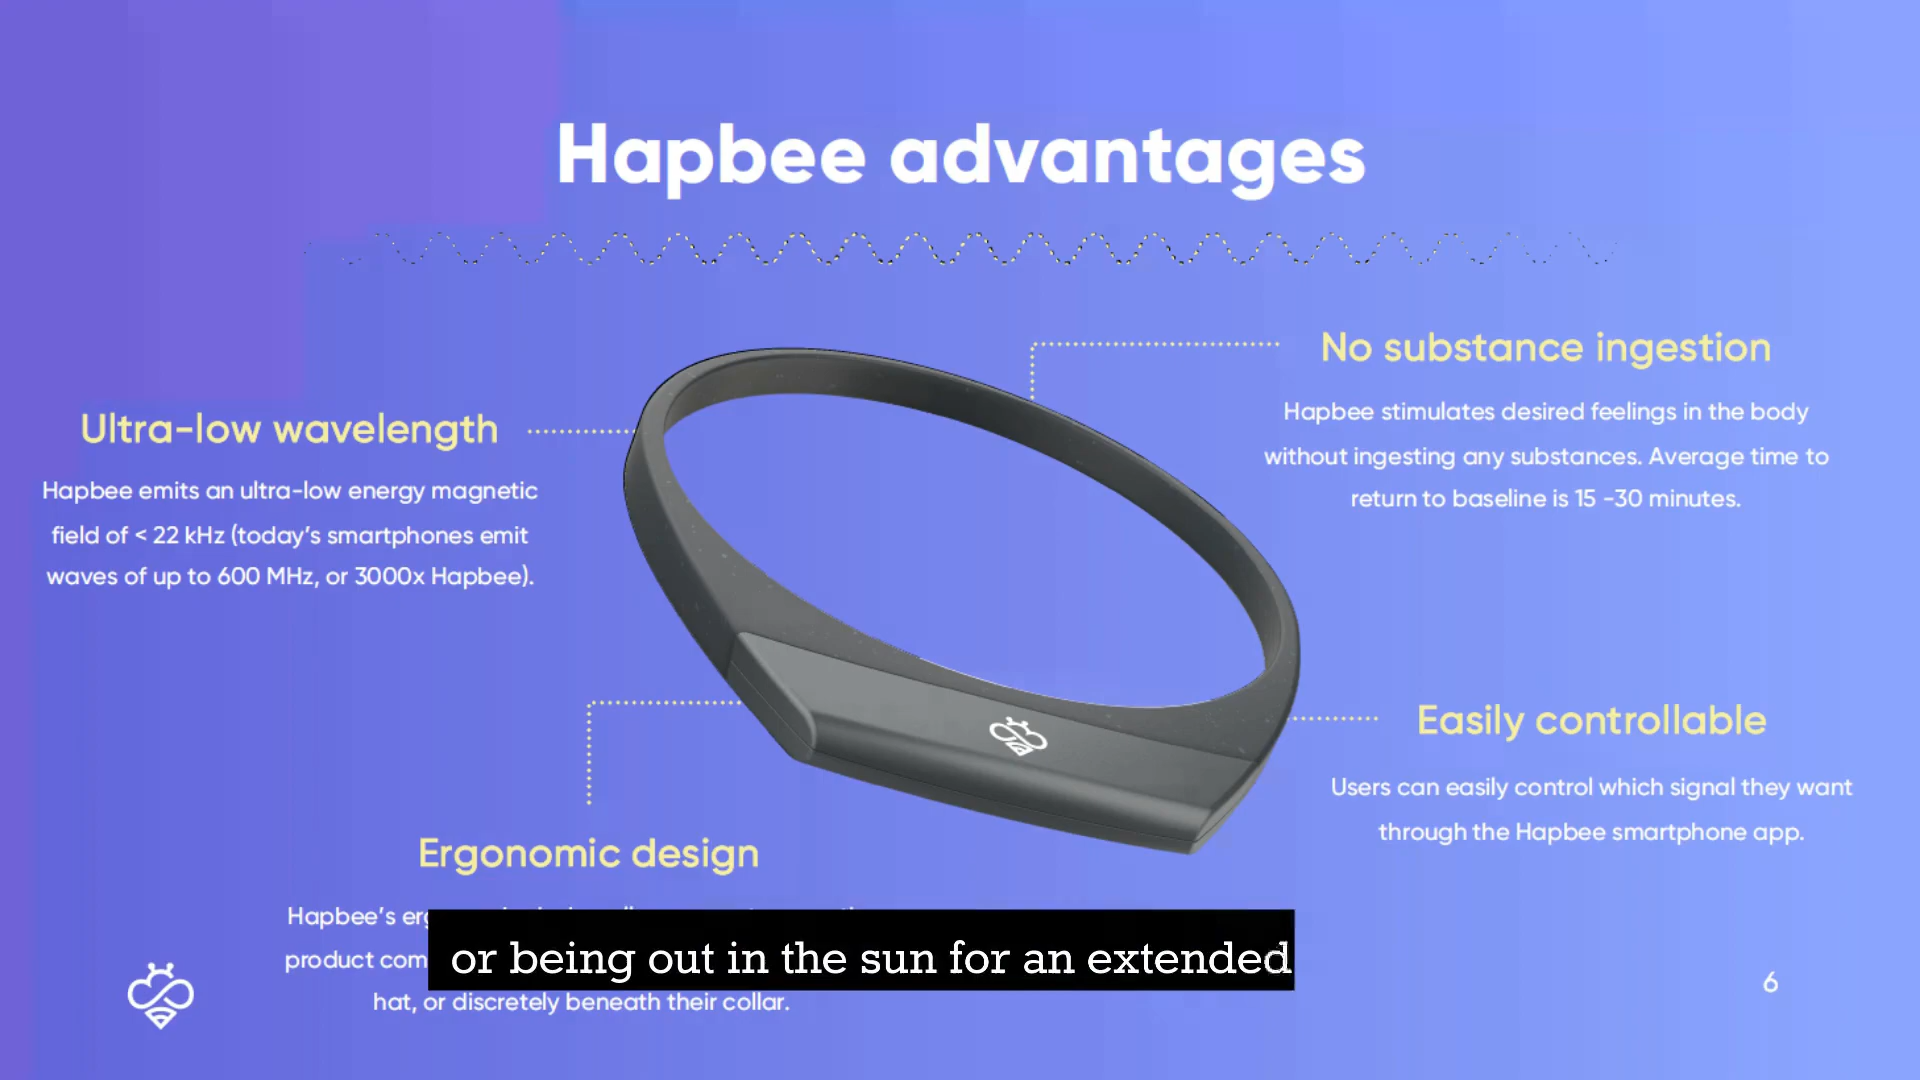 Hapbee advantages
No substance ingestion
Hapbee stimulates desired feelings in the body
without ingesting any substances. Average time to
return to baseline is 15 -30 minutes.
Ultra-low wavelength
Hapbee emits an ultra-low energy magnetic
field of < 22 kHz (today's smartphones emit
waves of up to 600 MHz, or 3000x Hapbee).
Easily controllable
Users can easily control which signal they want
through the Hapbee smartphone app.
Ergonomic design
Hapbee's
product
hat, or discretely beneath their collar.
or being out in the sun for an extended
6